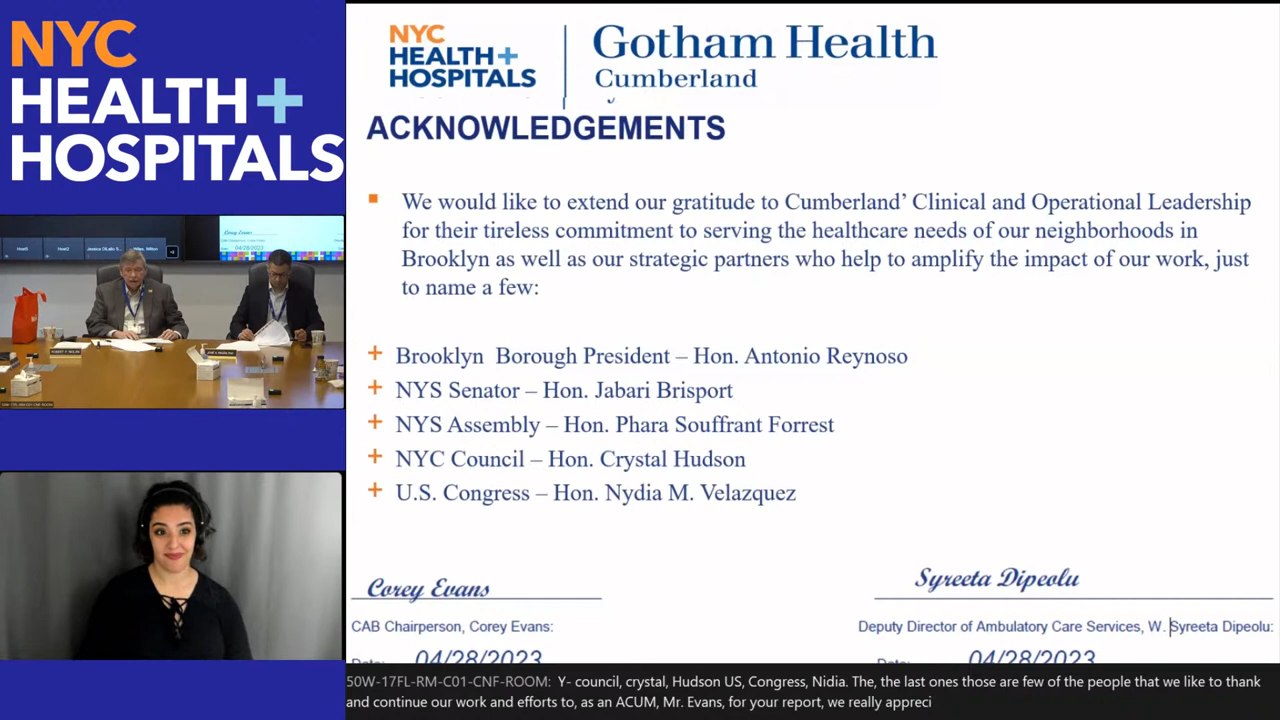 NYC
HEALTH+
HOSPITALS
NYC
HEALTH+
HOSPITALS
Gotham Health
Cumberland
ACKNOWLEDGEMENTS
We would like to extend our gratitude to Cumberland’ Clinical and Operational Leadership
for their tireless commitment to serving the healthcare needs of our neighborhoods in
Brooklyn as well as our strategic partners who help to amplify the impact of our work, just
to name a few:
Brooklyn Borough President – Hon. Antonio Reynoso
NYS Senator – Hon. Jabari Brisport
NYS Assembly – Hon. Phara Souffrant Forrest
NYC Council – Hon. Crystal Hudson
U.S. Congress – Hon. Nydia M. Velazquez
Corey Evans
Syreeta Dipeolu
CAB Chairperson, Corey Evans:
Deputy Director of Ambulatory Care Services, W. Syreeta Dipeolu:
Date: 04/28/2023
Date: 04/28/2023
50W-17FL-RM-C01-CNF-ROOM: Y- council, crystal, Hudson US, Congress, Nidia. The, the last ones those are few of the people that we like to thank
and continue our work and efforts to, as an ACUM, Mr. Evans, for your report, we really appreci